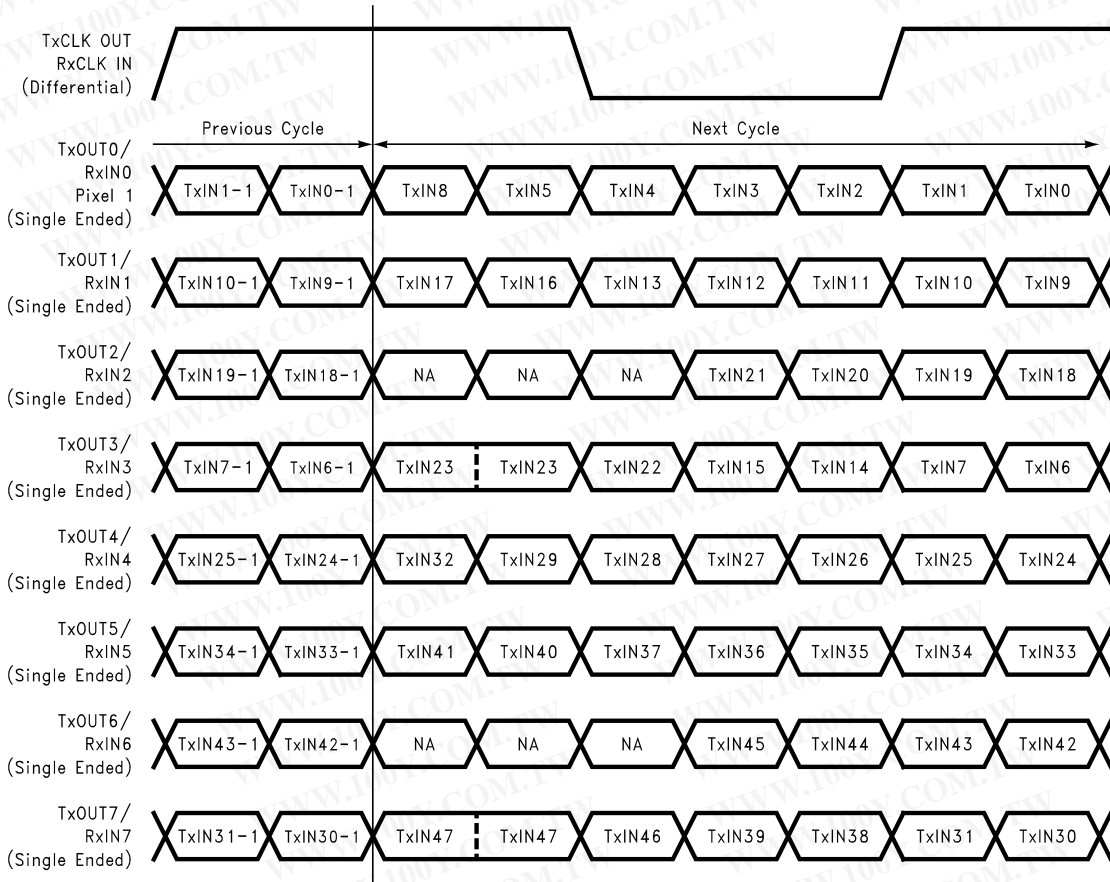 TxCLK OUT
RxCLK IN
(Differential)
Previous Cycle
Next Cycle
TxOUT0/
RxIN0
Pixel 1
(Single Ended)
TxIN1-1 TxIN0-1 TxIN8 TxIN5 TxIN4 TxIN3 TxIN2 TxIN1 TxIN0
TxOUT1/
RxIN1
(Single Ended)
TxIN10-1 TxIN9-1 TxIN17 TxIN16 TxIN13 TxIN12 TxIN11 TxIN10 TxIN9
TxOUT2/
RxIN2
(Single Ended)
TxIN19-1 TxIN18-1 NA NA NA TxIN21 TxIN20 TxIN19 TxIN18
TxOUT3/
RxIN3
(Single Ended)
TxIN7-1 TxIN6-1 TxIN23 TxIN23 TxIN22 TxIN15 TxIN14 TxIN7 TxIN6
TxOUT4/
RxIN4
(Single Ended)
TxIN25-1 TxIN24-1 TxIN32 TxIN29 TxIN28 TxIN27 TxIN26 TxIN25 TxIN24
TxOUT5/
RxIN5
(Single Ended)
TxIN34-1 TxIN33-1 TxIN41 TxIN40 TxIN37 TxIN36 TxIN35 TxIN34 TxIN33
TxOUT6/
RxIN6
(Single Ended)
TxIN43-1 TxIN42-1 NA NA NA TxIN45 TxIN44 TxIN43 TxIN42
TxOUT7/
RxIN7
(Single Ended)
TxIN31-1 TxIN30-1 TxIN47 TxIN47 TxIN46 TxIN39 TxIN38 TxIN31 TxIN30
WWW.100Y.COM.TW